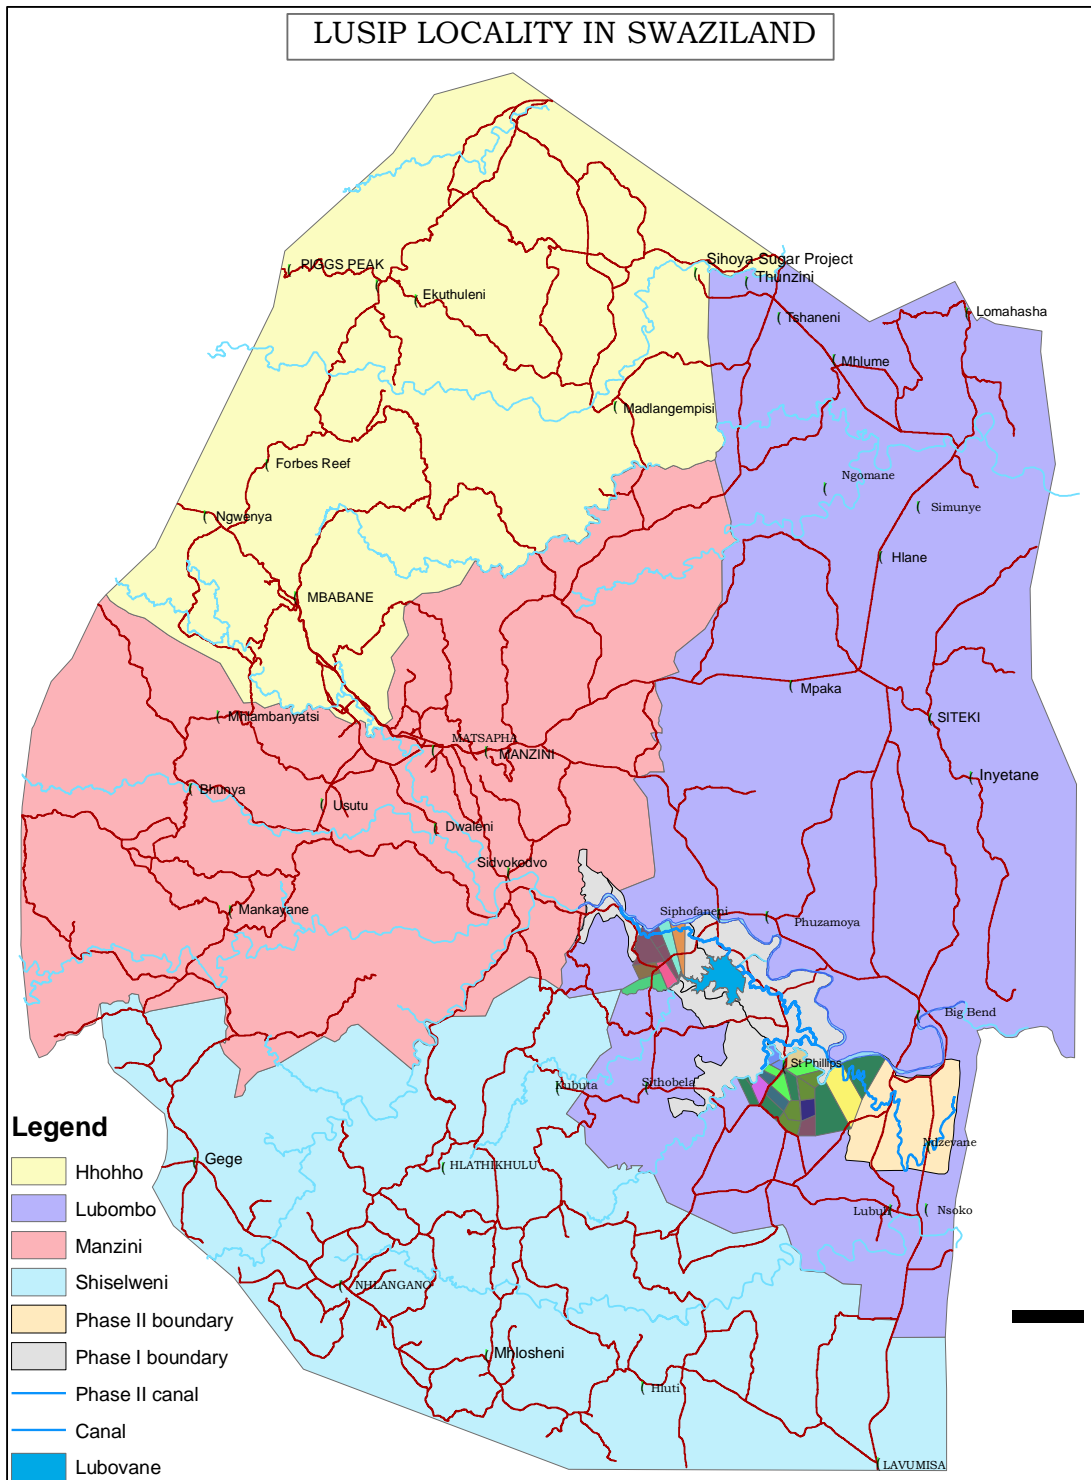 LUSIP LOCALITY IN SWAZILAND
Sihoya Sugar Project
PIGGS PEAK
Thunzini
Ekuthuleni
Lomahasha
Tshaneni
Mhlume
Madlangempisi
Forbes Reef
Ngomane
Simunye
Ngwenya
Hlane
MBABANE
Mpaka
Mhlambanyatsi
SITEKI
MATSAPHA
MANZINI
Inyetane
Bhunya
Usutu
Dwaleni
Sidvokodvo
Mankayane
Siphofaneni
Phuzamoya
Big Bend
St Phillips
Kubuta
Sithobela
Ndzevane
Gege
HLATHIKHULU
Lubuli
Nsoko
NHLANGANO
Mhlosheni
Hluti
LAVUMISA
Legend
Hhohho
Lubombo
Manzini
Shiselweni
Phase II boundary
Phase I boundary
Phase II canal
Canal
Lubovane